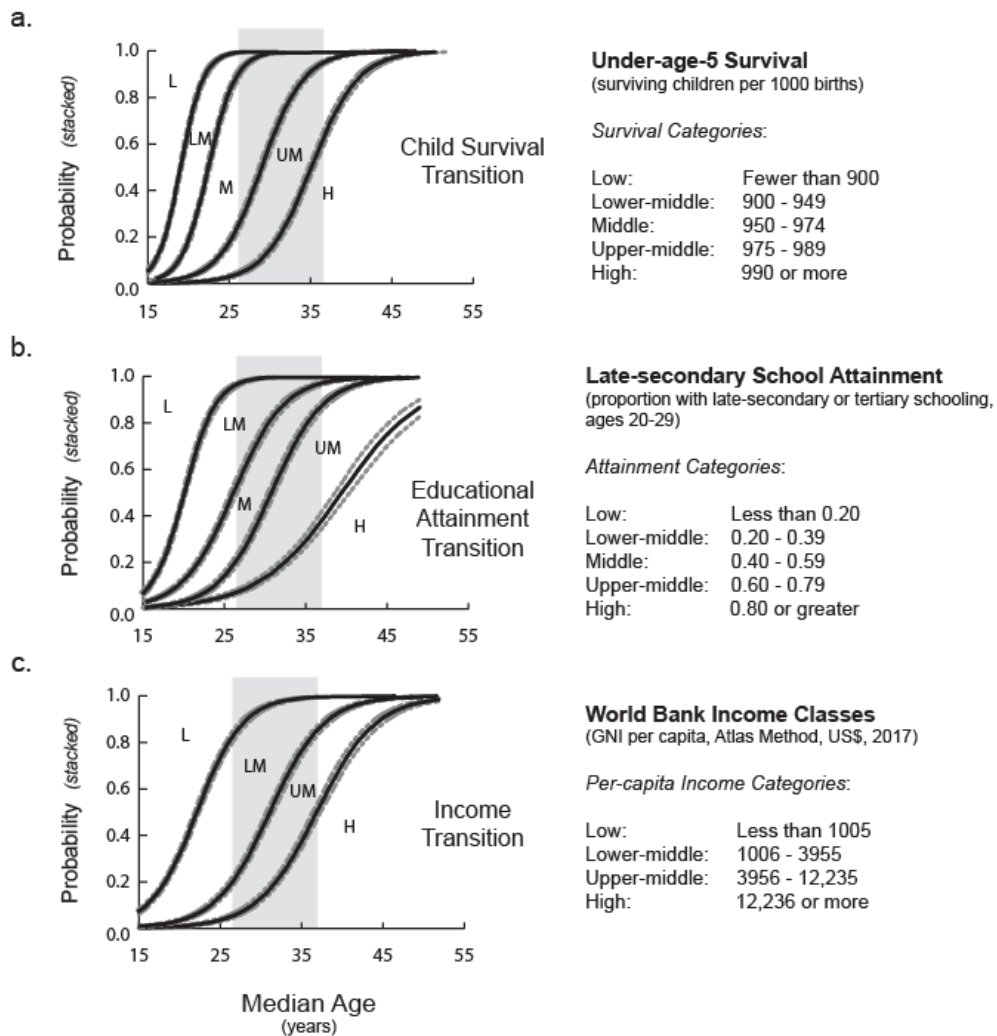 a.
Probability (stacked)
1.0
0.8
0.6
0.4
0.2
0.0
L
LM
M
UM
H
Child Survival
Transition
15 25 35 45 55
Under-age-5 Survival
(surviving children per 1000 births)
Survival Categories:
Low: Fewer than 900
Lower-middle: 900 - 949
Middle: 950 - 974
Upper-middle: 975 - 989
High: 990 or more
b.
Probability (stacked)
1.0
0.8
0.6
0.4
0.2
0.0
L
LM
M
UM
H
Educational
Attainment
Transition
15 25 35 45 55
Late-secondary School Attainment
(proportion with late-secondary or tertiary schooling,
ages 20-29)
Attainment Categories:
Low: Less than 0.20
Lower-middle: 0.20 - 0.39
Middle: 0.40 - 0.59
Upper-middle: 0.60 - 0.79
High: 0.80 or greater
c.
Probability (stacked)
1.0
0.8
0.6
0.4
0.2
0.0
L
LM
UM
H
Income
Transition
15 25 35 45 55
Median Age
(years)
World Bank Income Classes
(GNI per capita, Atlas Method, US$, 2017)
Per-capita Income Categories:
Low: Less than 1005
Lower-middle: 1006 - 3955
Upper-middle: 3956 - 12,235
High: 12,236 or more